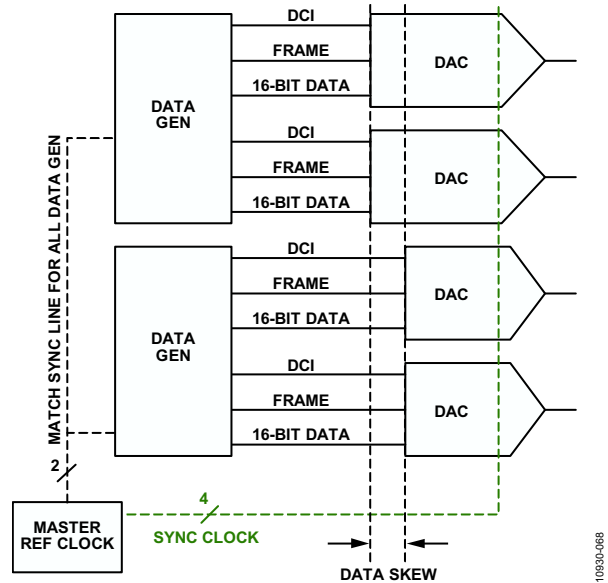 DCI
FRAME
16-BIT DATA
DAC
DATA
GEN
DCI
FRAME
16-BIT DATA
DAC
DCI
FRAME
16-BIT DATA
DAC
DATA
GEN
DCI
FRAME
16-BIT DATA
DAC
MATCH SYNC LINE FOR ALL DATA GEN
2
MASTER
REF CLOCK
4
SYNC CLOCK
DATA SKEW
10930-068